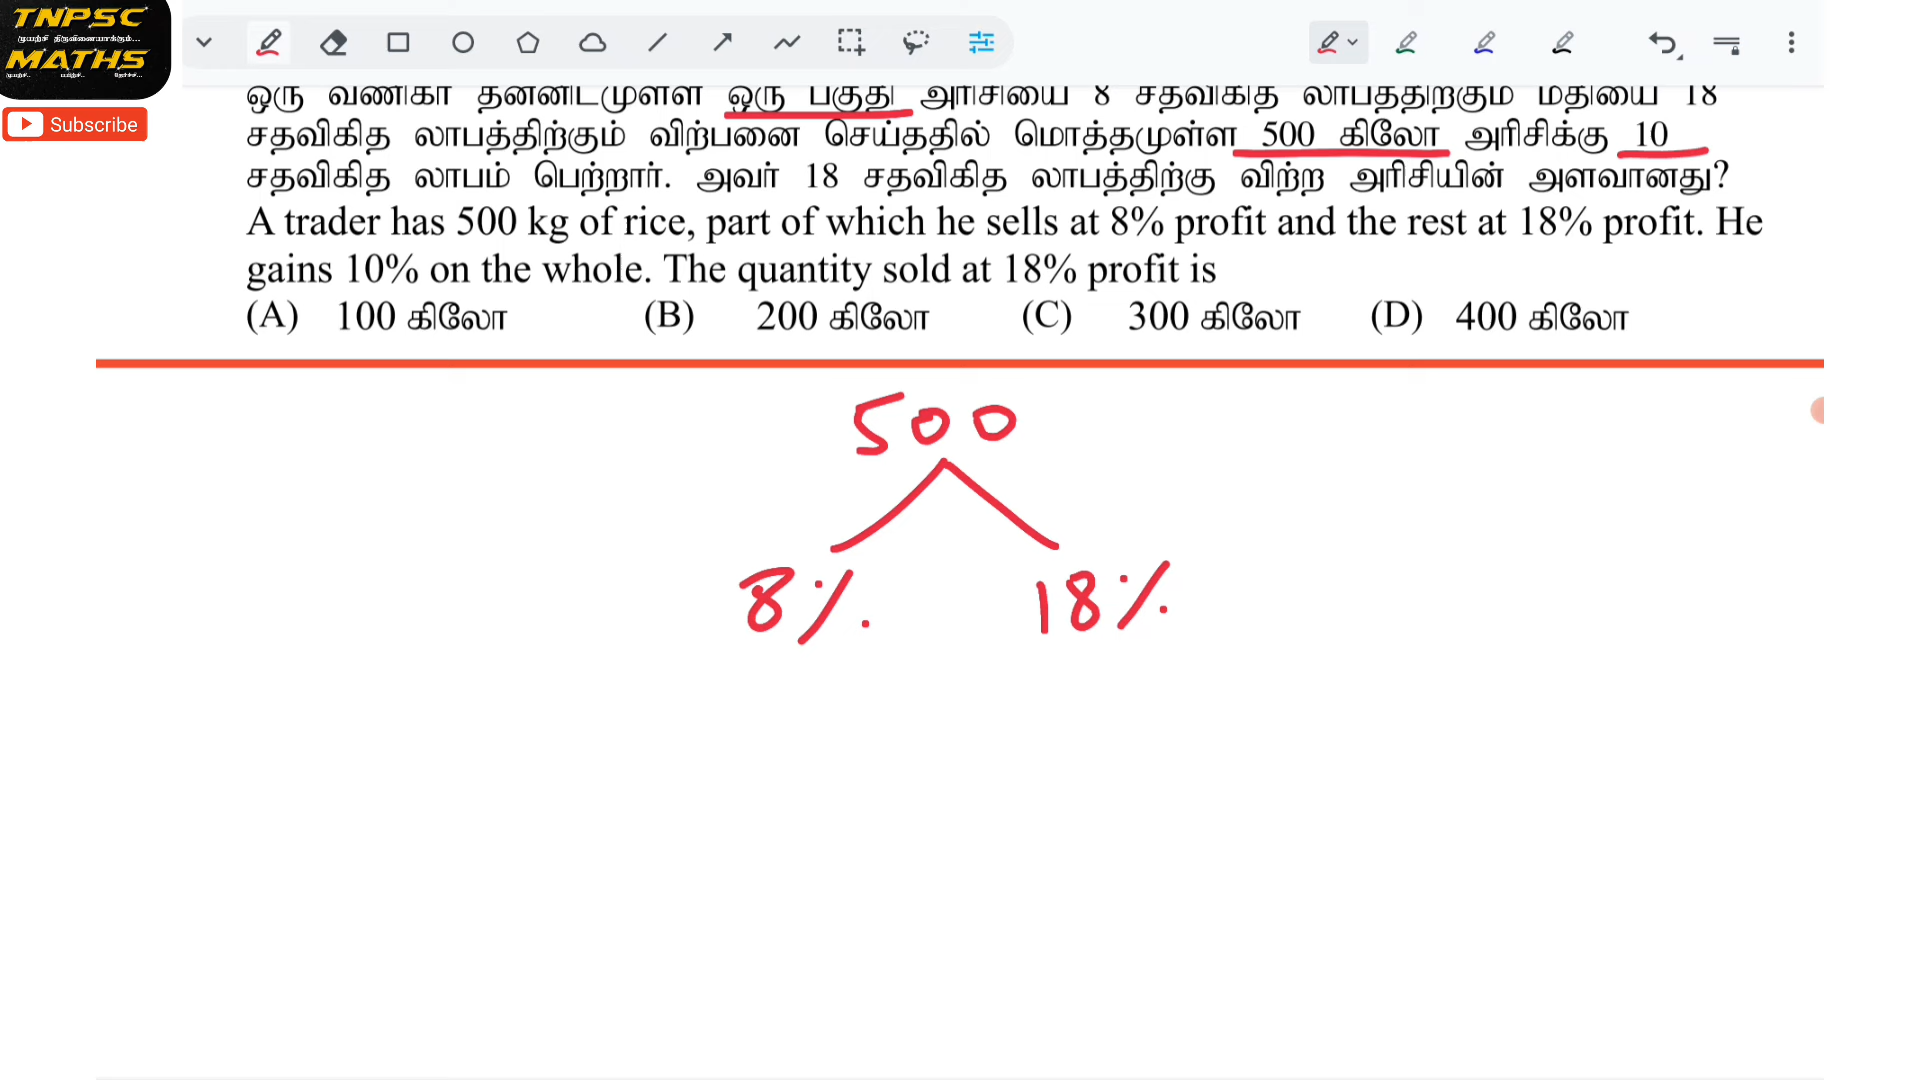 TNPSC
MATHS
Subscribe
ஒரு வணிகர் தன்னிடமுள்ள ஒரு பகுதி அரிசியை 8 சதவிகித லாபத்திற்கும் மீதியை 18
சதவிகித லாபத்திற்கும் விற்பனை செய்ததில் மொத்தமுள்ள 500 கிலோ அரிசிக்கு 10
சதவிகித லாபம் பெற்றார். அவர் 18 சதவிகித லாபத்திற்கு விற்ற அரிசியின் அளவானது?
A trader has 500 kg of rice, part of which he sells at 8% profit and the rest at 18% profit. He
gains 10% on the whole. The quantity sold at 18% profit is
(A) 100 கிலோ (B) 200 கிலோ (C) 300 கிலோ (D) 400 கிலோ
500
8% 18%